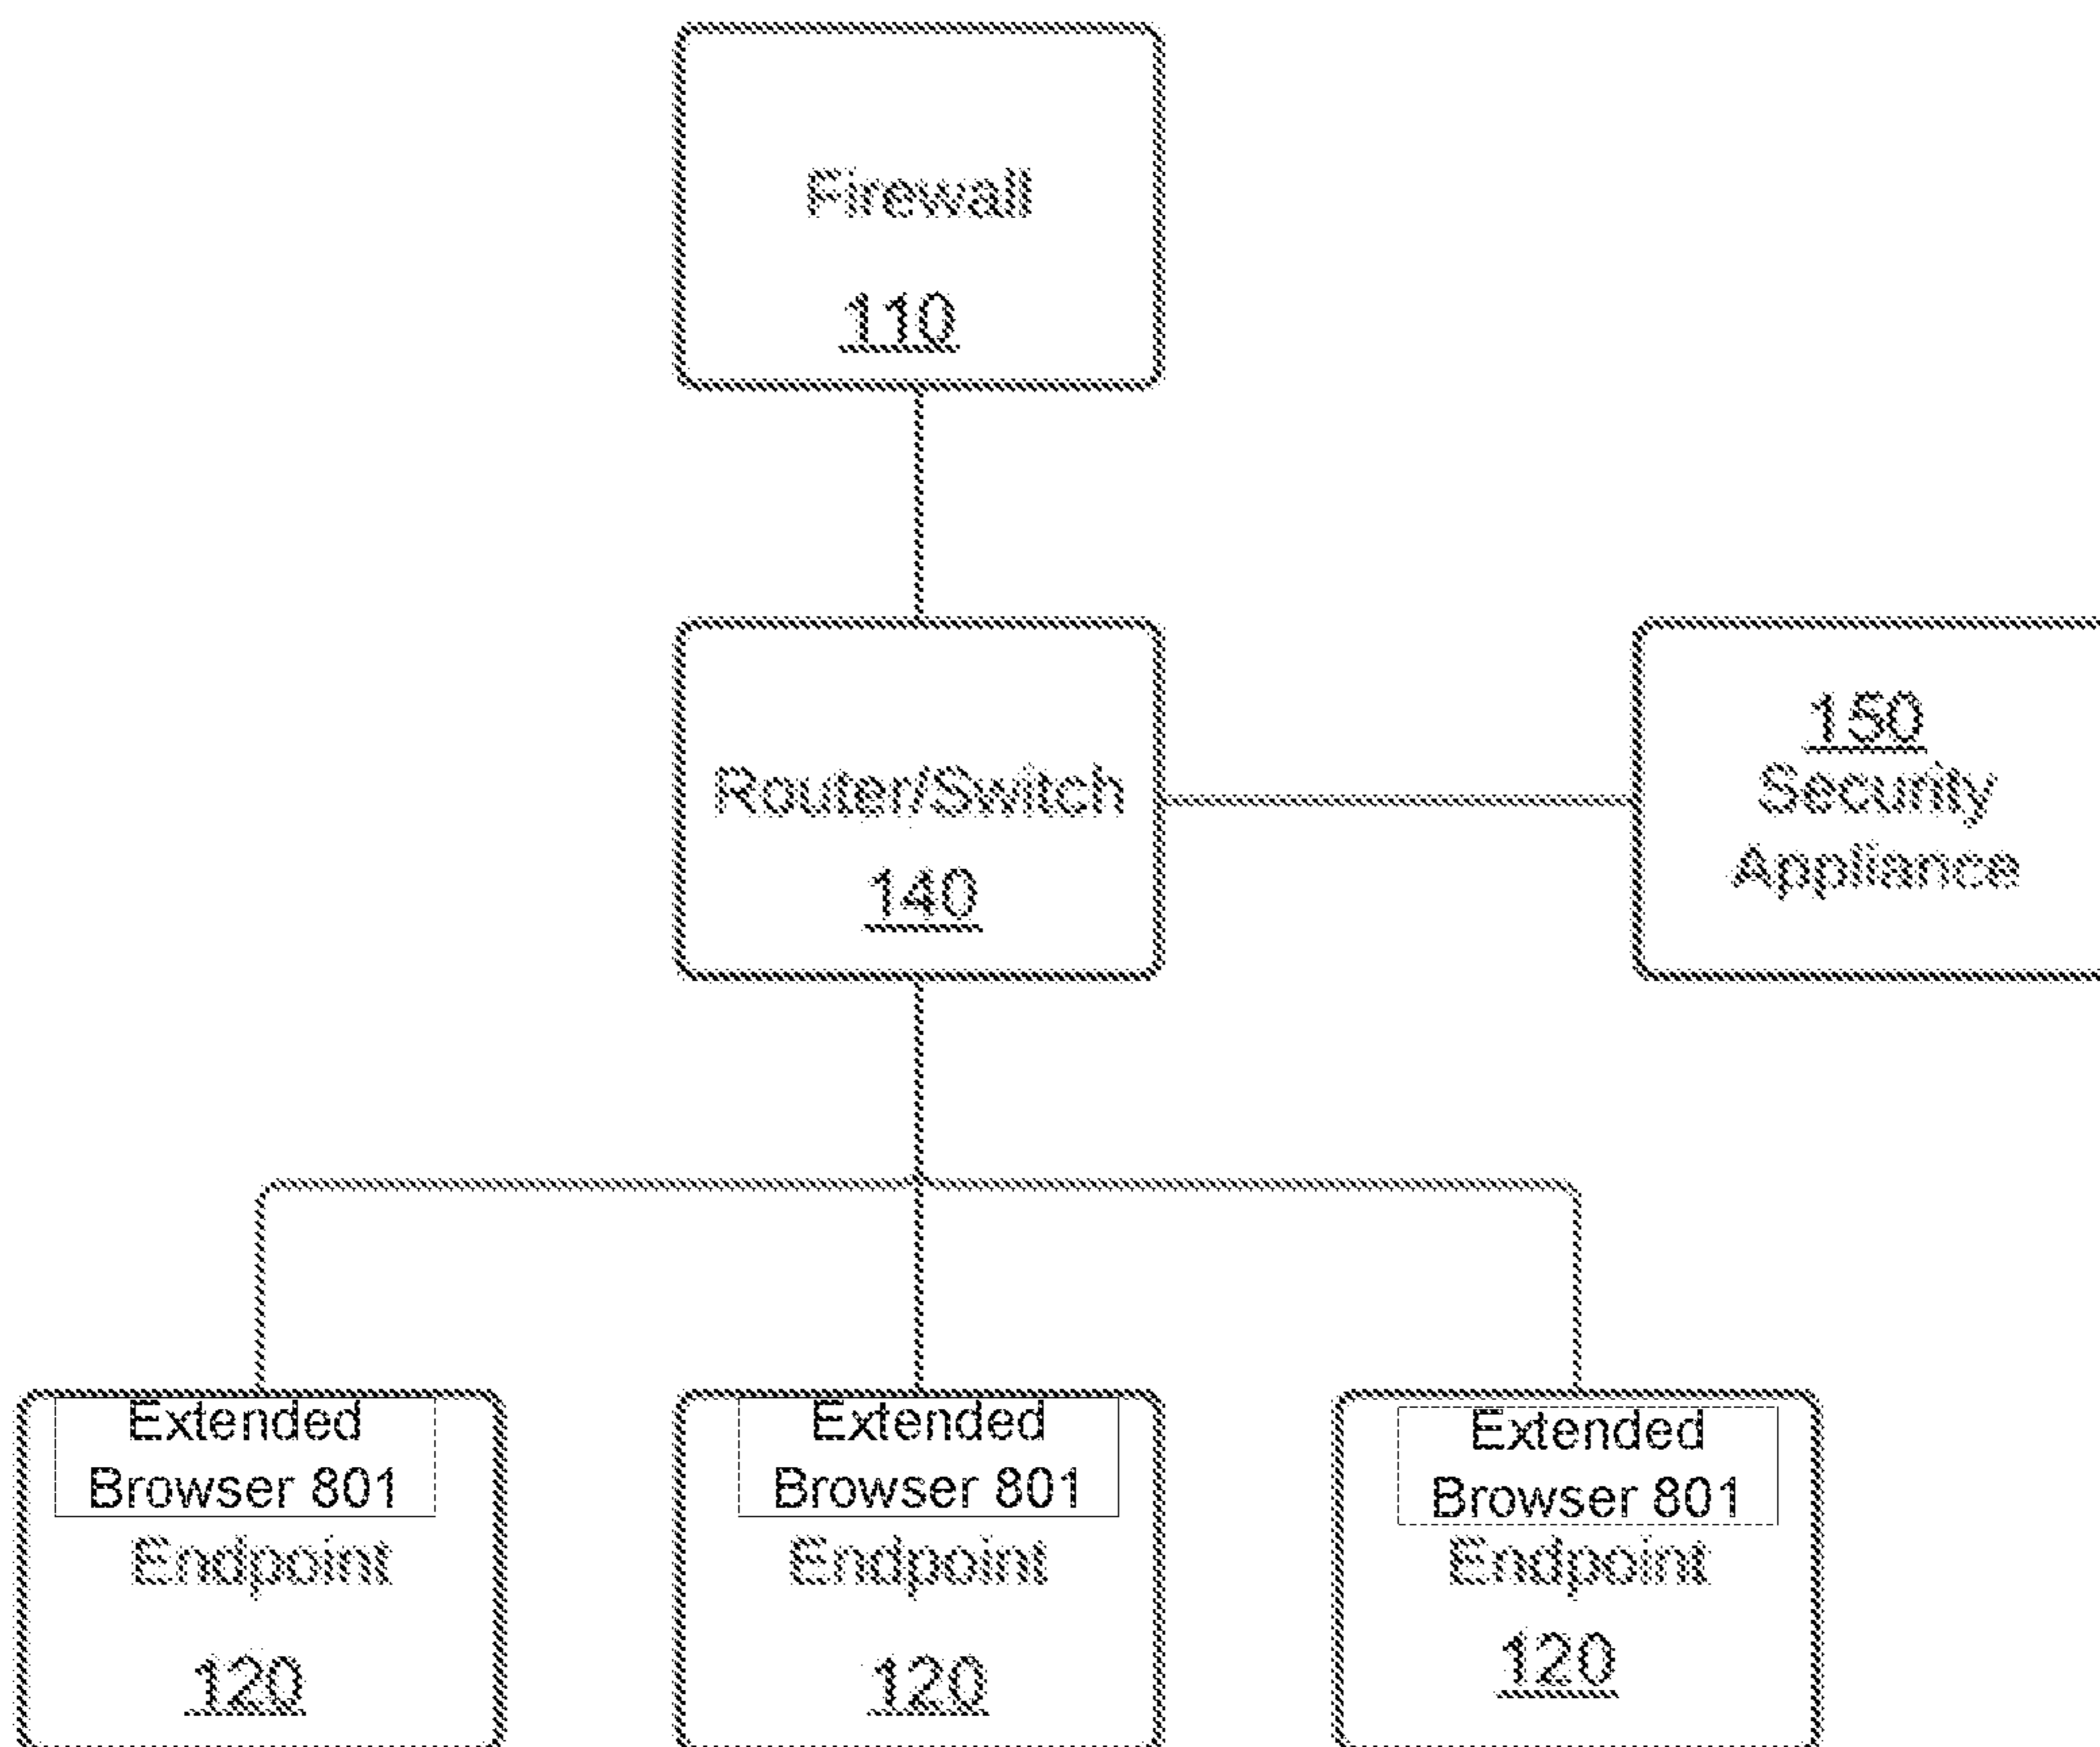 Firewall
110
Router/Switch
140
150
Security
Appliance
Extended
Browser 801
Endpoint
120
Extended
Browser 801
Endpoint
120
Extended
Browser 801
Endpoint
120